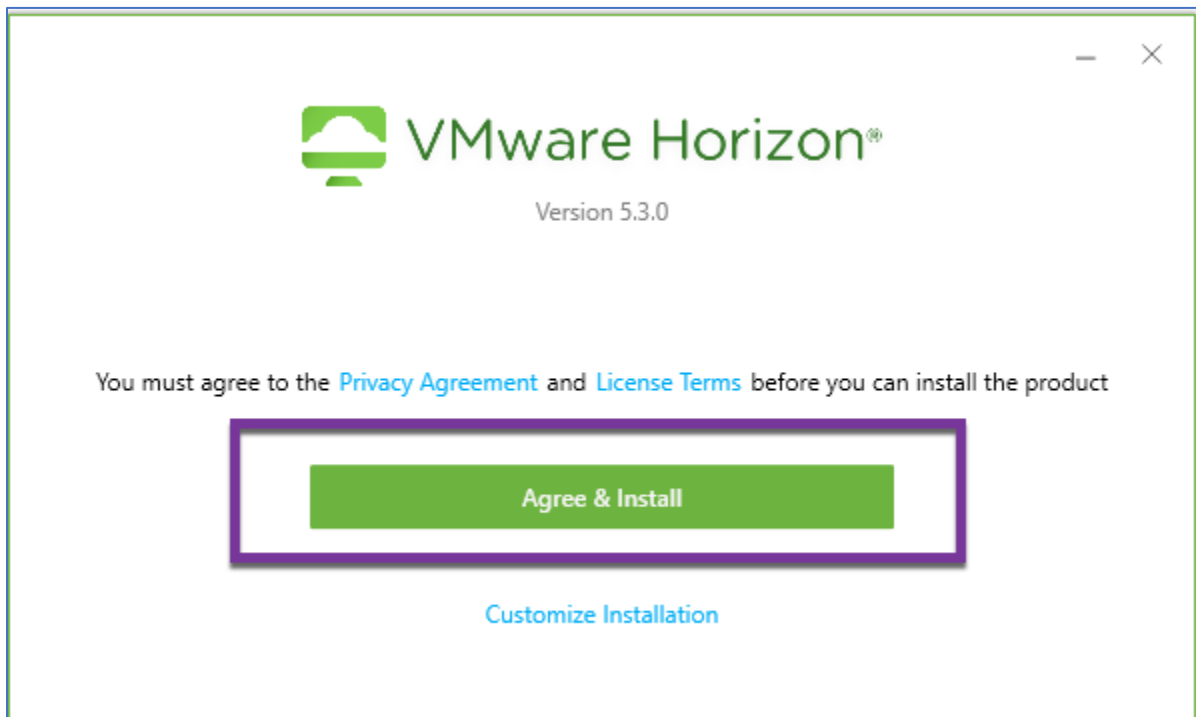 VMware Horizon®
Version 5.3.0
You must agree to the Privacy Agreement and License Terms before you can install the product
Agree & Install
Customize Installation